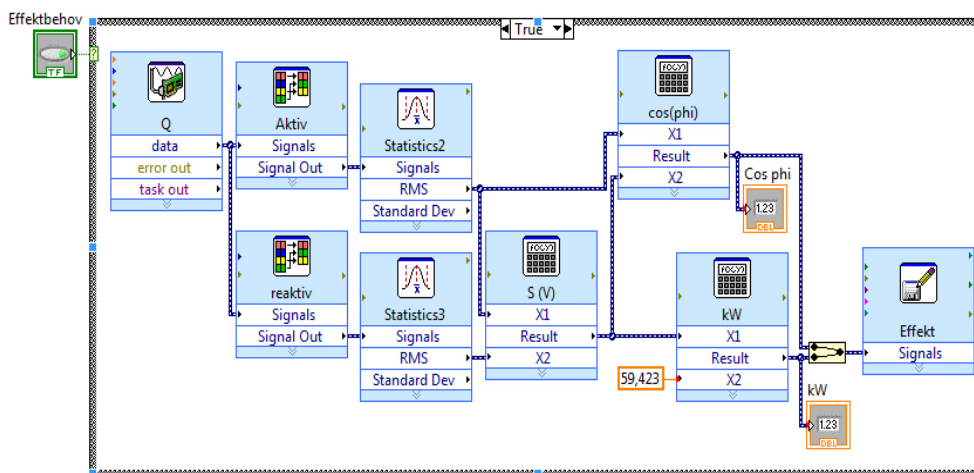 Effektbehov
TF
?
True
Q
data
error out
task out
Aktiv
Signals
Signal Out
Statistics2
Signals
RMS
Standard Dev
reaktiv
Signals
Signal Out
Statistics3
Signals
RMS
Standard Dev
f(x,y)
S (V)
X1
Result
X2
f(x,y)
cos(phi)
X1
Result
X2
Cos phi
1.23
DBL
f(x,y)
kW
X1
Result
X2
59,423
kW
1.23
DBL
Effekt
Signals